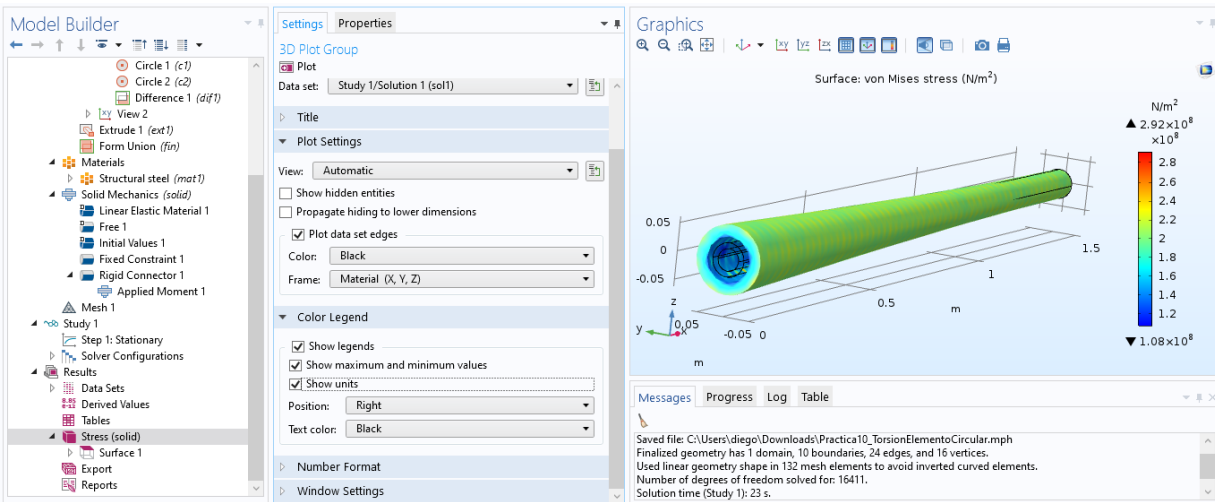 Model Builder
Circle 1 (c1)
Circle 2 (c2)
Difference 1 (dif1)
xy View 2
Extrude 1 (ext1)
Form Union (fin)
Materials
Structural steel (mat1)
Solid Mechanics (solid)
Linear Elastic Material 1
Free 1
Initial Values 1
Fixed Constraint 1
Rigid Connector 1
Applied Moment 1
Mesh 1
Study 1
Step 1: Stationary
Solver Configurations
Results
Data Sets
8.85
e-12
Derived Values
Tables
Stress (solid)
Surface 1
Export
Reports
Settings Properties
3D Plot Group
Plot
Data set: Study 1/Solution 1 (sol1)
Title
Plot Settings
View: Automatic
Show hidden entities
Propagate hiding to lower dimensions
Plot data set edges
Color: Black
Frame: Material (X, Y, Z)
Color Legend
Show legends
Show maximum and minimum values
Show units
Position: Right
Text color: Black
Number Format
Window Settings
Graphics
xy yz zx
Surface: von Mises stress (N/m²)
N/m²
▲ 2.92×10⁸
×10⁸
2.8
2.6
2.4
2.2
2
1.8
1.6
1.4
1.2
▼ 1.08×10⁸
0.05
0
-0.05
1.5
1
0.5
m
z
y
x
0.05
-0.05 0
m
Messages Progress Log Table
Saved file: C:\Users\diego\Downloads\Practica10_TorsionElementoCircular.mph
Finalized geometry has 1 domain, 10 boundaries, 24 edges, and 16 vertices.
Used linear geometry shape in 132 mesh elements to avoid inverted curved elements.
Number of degrees of freedom solved for: 16411.
Solution time (Study 1): 23 s.